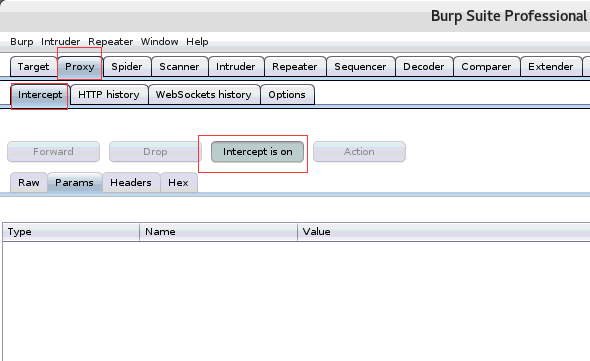 Burp Suite Professional
Burp Intruder Repeater Window Help
Target Proxy Spider Scanner Intruder Repeater Sequencer Decoder Comparer Extender
Intercept HTTP history WebSockets history Options
Forward Drop Intercept is on Action
Raw Params Headers Hex
Type Name Value